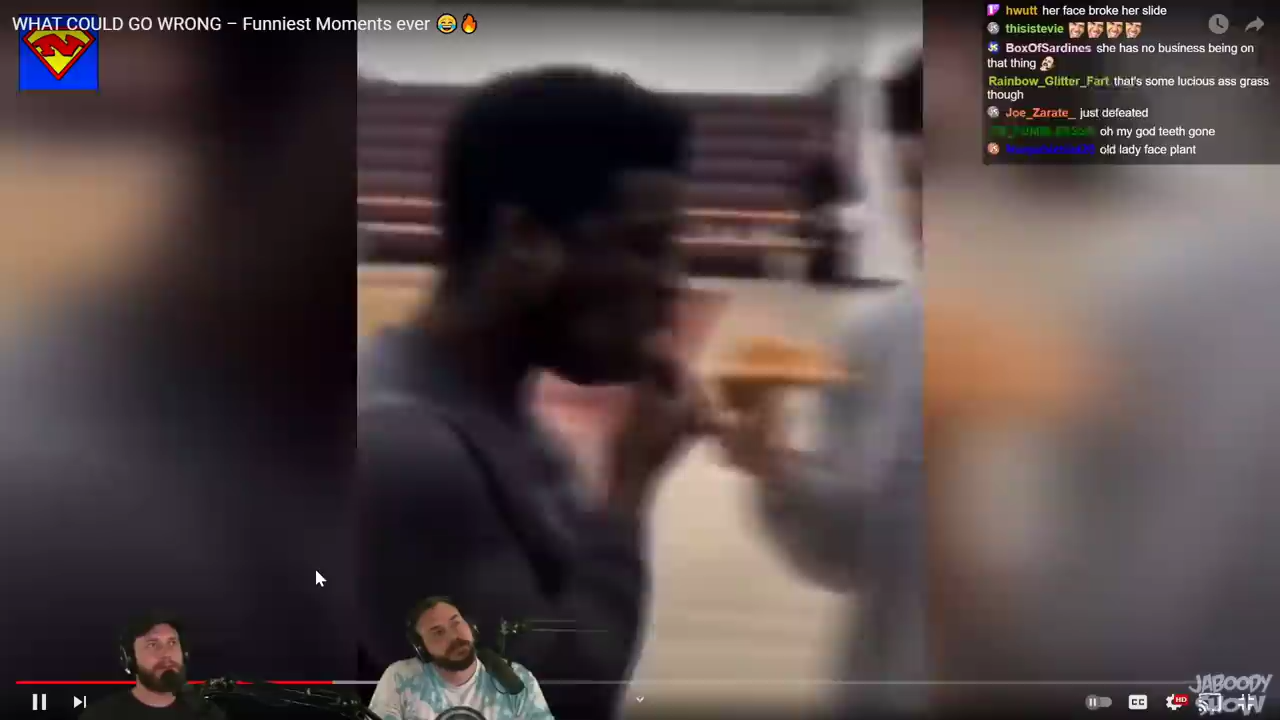 WHAT COULD GO WRONG – Funniest Moments ever 😂🔥
N
hwutt her face broke her slide
thisistevie
BoxOfSardines she has no business being on
that thing
Rainbow_Glitter_Fart that's some lucious ass grass
though
Joe_Zarate_ just defeated
oh my god teeth gone
old lady face plant
CC
HD
JABOODY
SHOW